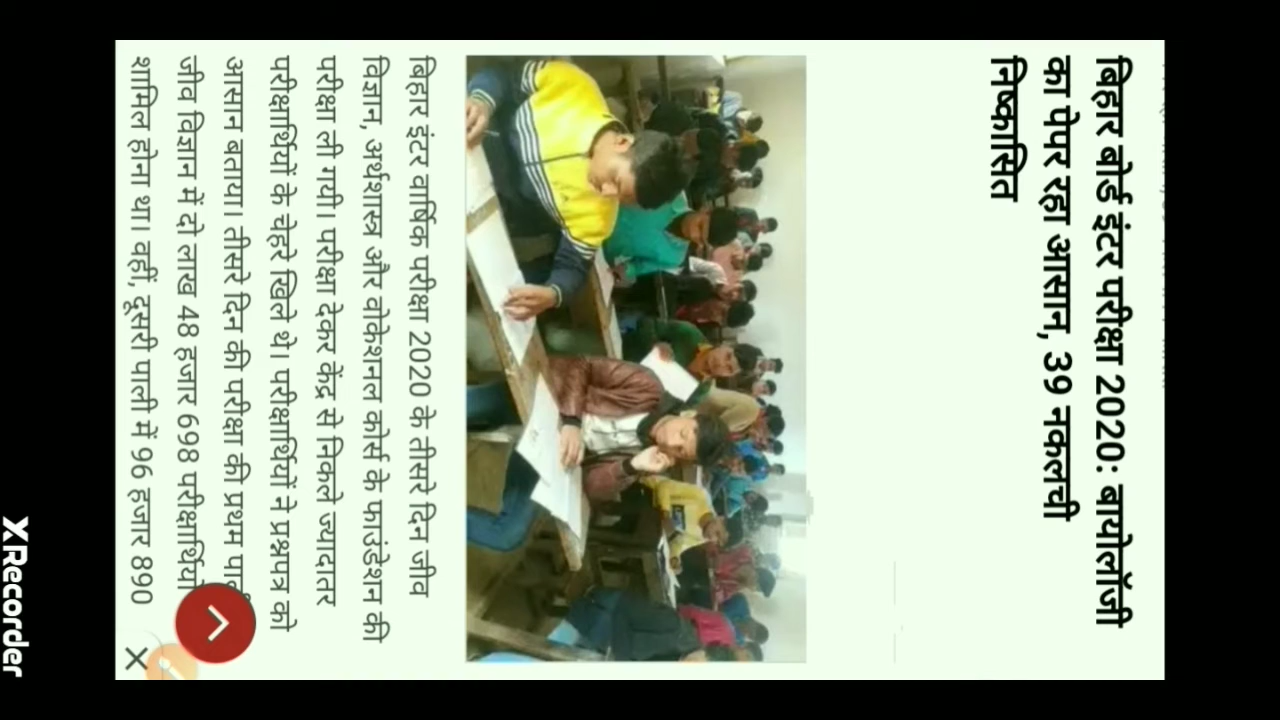 बिहार बोर्ड इंटर परीक्षा 2020: बायोलॉजी
का पेपर रहा आसान, 39 नकलची
निष्कासित
बिहार इंटर वार्षिक परीक्षा 2020 के तीसरे दिन जीव
विज्ञान, अर्थशास्त्र और वोकेशनल कोर्स के फाउंडेशन की
परीक्षा ली गयी। परीक्षा देकर केंद्र से निकले ज्यादातर
परीक्षार्थियों के चेहरे खिले थे। परीक्षार्थियों ने प्रश्नपत्र को
आसान बताया। तीसरे दिन की परीक्षा की प्रथम
जीव विज्ञान में दो लाख 48 हजार 698
शामिल होना था। वहीं, दूसरी पाली में 96 हजार 890
XRecorder